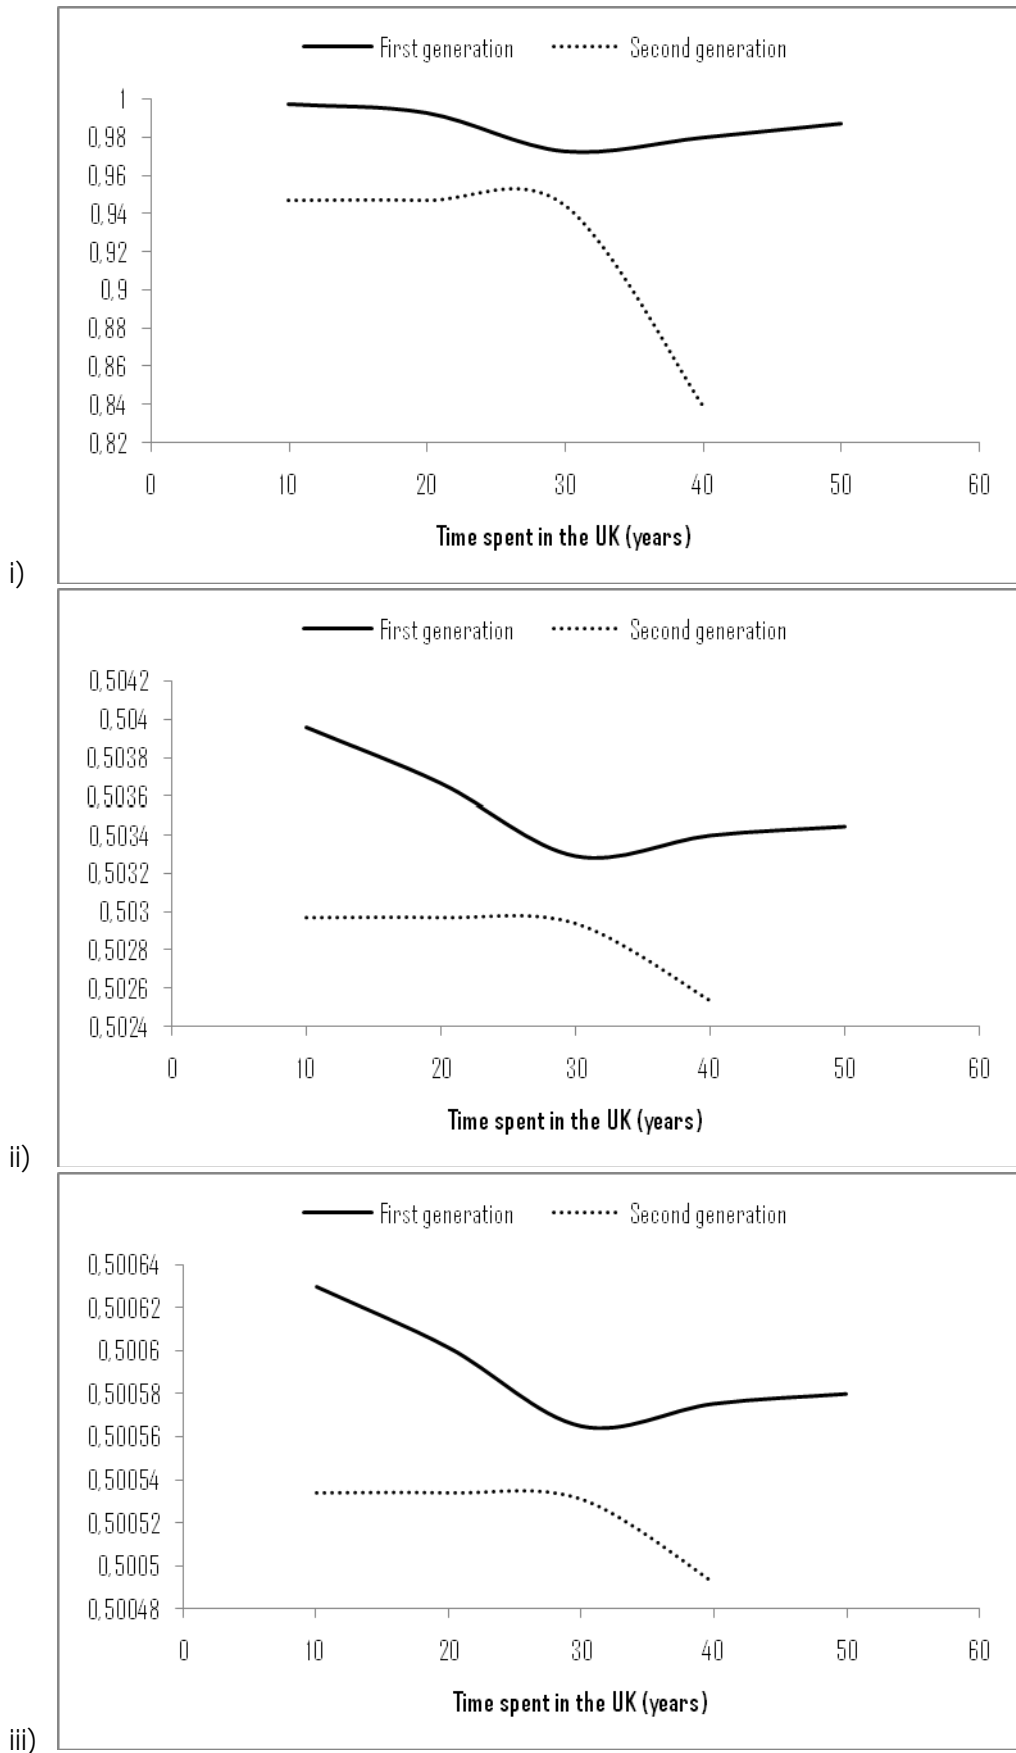 First generation Second generation
1
0,98
0,96
0,94
0,92
0,9
0,88
0,86
0,84
0,82
0 10 20 30 40 50 60
Time spent in the UK (years)
i)
First generation Second generation
0,5042
0,504
0,5038
0,5036
0,5034
0,5032
0,503
0,5028
0,5026
0,5024
0 10 20 30 40 50 60
Time spent in the UK (years)
ii)
First generation Second generation
0,50064
0,50062
0,5006
0,50058
0,50056
0,50054
0,50052
0,5005
0,50048
0 10 20 30 40 50 60
Time spent in the UK (years)
iii)